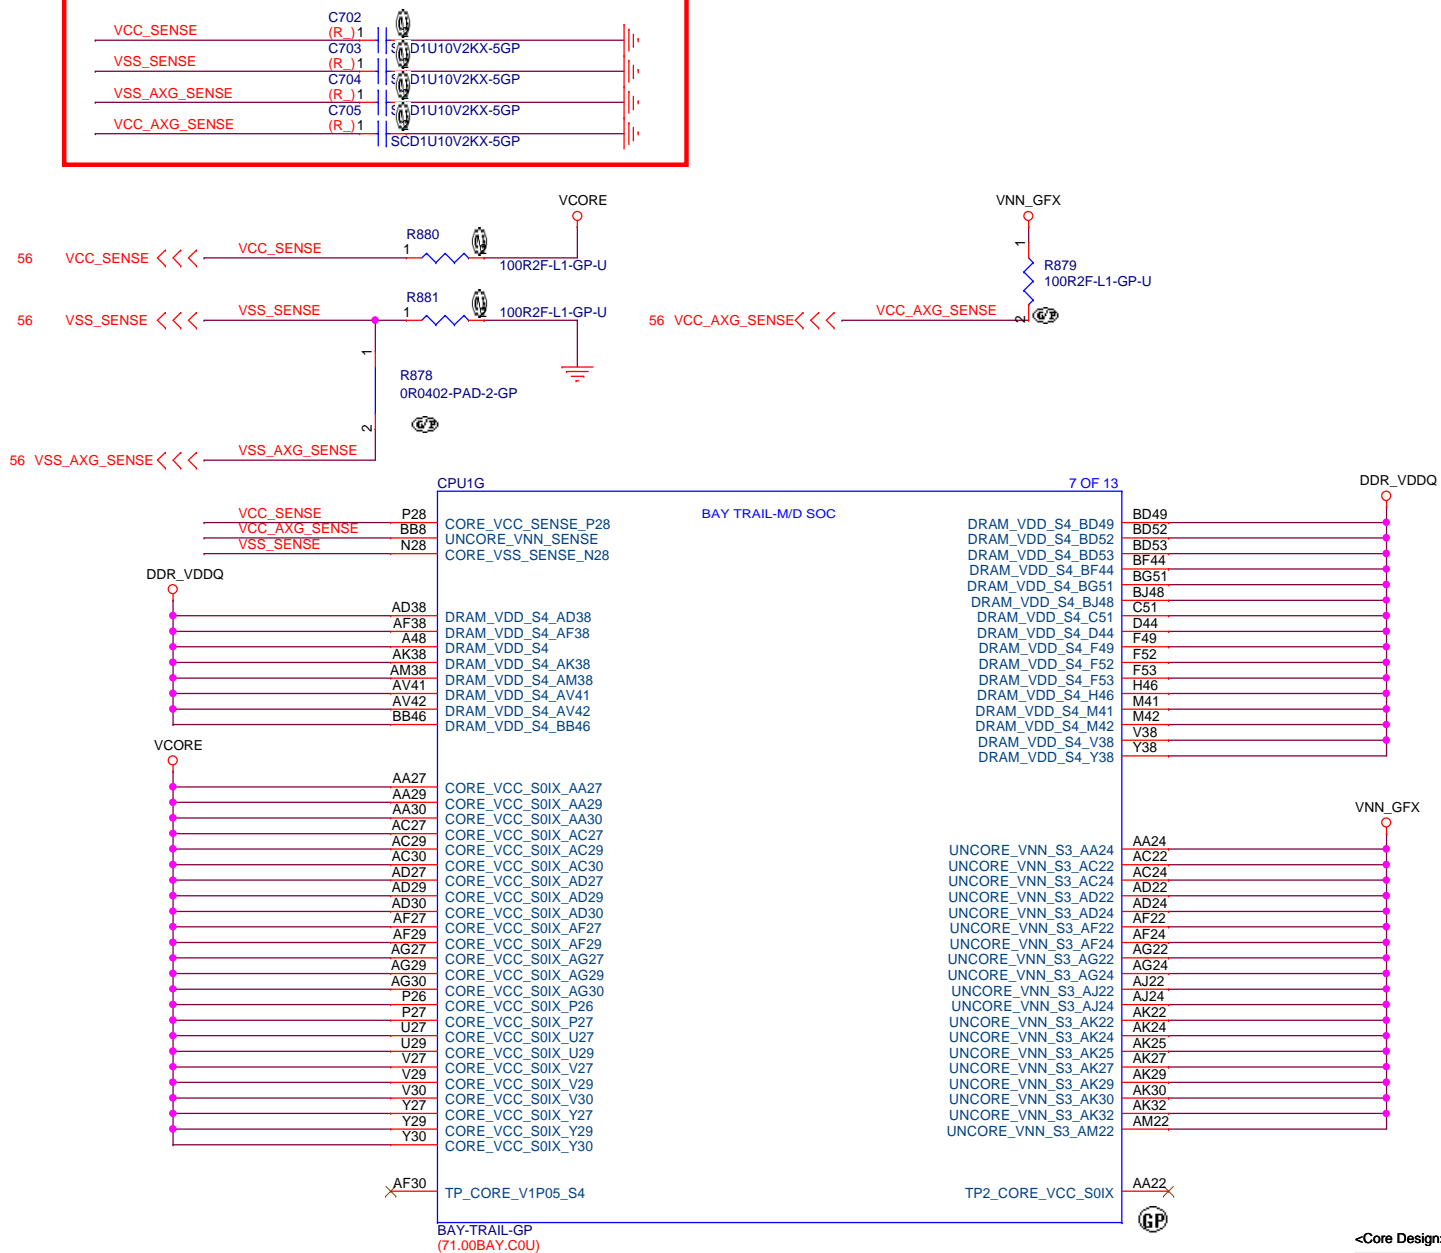 C702
VCC_SENSE
(R_) 1
SCD1U10V2KX-5GP
C703
VSS_SENSE
(R_) 1
SCD1U10V2KX-5GP
C704
VSS_AXG_SENSE
(R_) 1
SCD1U10V2KX-5GP
C705
VCC_AXG_SENSE
(R_) 1
SCD1U10V2KX-5GP
VCORE
56 VCC_SENSE
VCC_SENSE
R880
1 2
100R2F-L1-GP-U
56 VSS_SENSE
VSS_SENSE
R881
1 2
100R2F-L1-GP-U
1
R878
0R0402-PAD-2-GP
2
G/P
56 VSS_AXG_SENSE
VSS_AXG_SENSE
VNN_GFX
1
R879
100R2F-L1-GP-U
56 VCC_AXG_SENSE
VCC_AXG_SENSE
2
G/P
CPU1G
7 OF 13
BAY TRAIL-M/D SOC
VCC_SENSE P28 CORE_VCC_SENSE_P28
VCC_AXG_SENSE BB8 UNCORE_VNN_SENSE
VSS_SENSE N28 CORE_VSS_SENSE_N28
DDR_VDDQ
AD38 DRAM_VDD_S4_AD38
AF38 DRAM_VDD_S4_AF38
A48 DRAM_VDD_S4
AK38 DRAM_VDD_S4_AK38
AM38 DRAM_VDD_S4_AM38
AV41 DRAM_VDD_S4_AV41
AV42 DRAM_VDD_S4_AV42
BB46 DRAM_VDD_S4_BB46
VCORE
AA27 CORE_VCC_S0IX_AA27
AA29 CORE_VCC_S0IX_AA29
AA30 CORE_VCC_S0IX_AA30
AC27 CORE_VCC_S0IX_AC27
AC29 CORE_VCC_S0IX_AC29
AC30 CORE_VCC_S0IX_AC30
AD27 CORE_VCC_S0IX_AD27
AD29 CORE_VCC_S0IX_AD29
AD30 CORE_VCC_S0IX_AD30
AF27 CORE_VCC_S0IX_AF27
AF29 CORE_VCC_S0IX_AF29
AG27 CORE_VCC_S0IX_AG27
AG29 CORE_VCC_S0IX_AG29
AG30 CORE_VCC_S0IX_AG30
P26 CORE_VCC_S0IX_P26
P27 CORE_VCC_S0IX_P27
U27 CORE_VCC_S0IX_U27
U29 CORE_VCC_S0IX_U29
V27 CORE_VCC_S0IX_V27
V29 CORE_VCC_S0IX_V29
V30 CORE_VCC_S0IX_V30
Y27 CORE_VCC_S0IX_Y27
Y29 CORE_VCC_S0IX_Y29
Y30 CORE_VCC_S0IX_Y30
AF30 TP_CORE_V1P05_S4
DDR_VDDQ
DRAM_VDD_S4_BD49 BD49
DRAM_VDD_S4_BD52 BD52
DRAM_VDD_S4_BD53 BD53
DRAM_VDD_S4_BF44 BF44
DRAM_VDD_S4_BG51 BG51
DRAM_VDD_S4_BJ48 BJ48
DRAM_VDD_S4_C51 C51
DRAM_VDD_S4_D44 D44
DRAM_VDD_S4_F49 F49
DRAM_VDD_S4_F52 F52
DRAM_VDD_S4_F53 F53
DRAM_VDD_S4_H46 H46
DRAM_VDD_S4_M41 M41
DRAM_VDD_S4_M42 M42
DRAM_VDD_S4_V38 V38
DRAM_VDD_S4_Y38 Y38
VNN_GFX
UNCORE_VNN_S3_AA24 AA24
UNCORE_VNN_S3_AC22 AC22
UNCORE_VNN_S3_AC24 AC24
UNCORE_VNN_S3_AD22 AD22
UNCORE_VNN_S3_AD24 AD24
UNCORE_VNN_S3_AF22 AF22
UNCORE_VNN_S3_AF24 AF24
UNCORE_VNN_S3_AG22 AG22
UNCORE_VNN_S3_AG24 AG24
UNCORE_VNN_S3_AJ22 AJ22
UNCORE_VNN_S3_AJ24 AJ24
UNCORE_VNN_S3_AK22 AK22
UNCORE_VNN_S3_AK24 AK24
UNCORE_VNN_S3_AK25 AK25
UNCORE_VNN_S3_AK27 AK27
UNCORE_VNN_S3_AK29 AK29
UNCORE_VNN_S3_AK30 AK30
UNCORE_VNN_S3_AK32 AK32
UNCORE_VNN_S3_AM22 AM22
TP2_CORE_VCC_S0IX AA22
GP
BAY-TRAIL-GP
(71.00BAY.C0U)
<Core Design